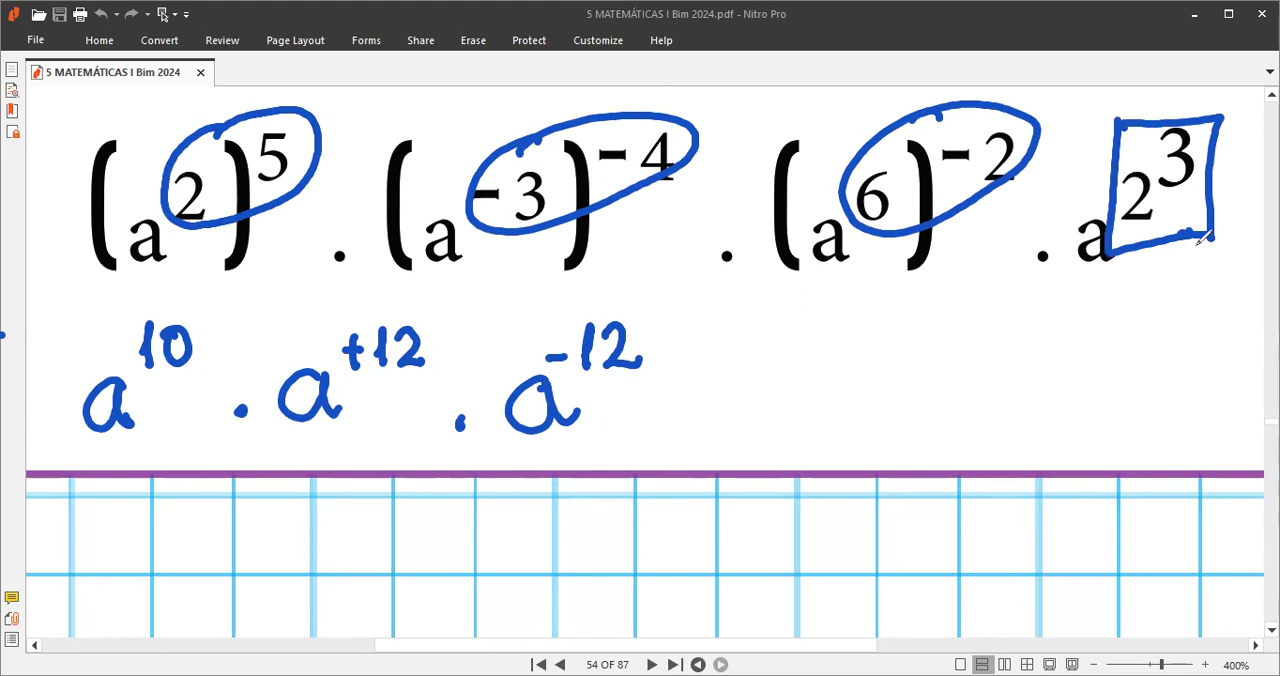 5 MATEMÁTICAS I Bim 2024.pdf - Nitro Pro
File Home Convert Review Page Layout Forms Share Erase Protect Customize Help
5 MATEMÁTICAS I Bim 2024
(a²)⁵ . (a⁻³)⁻⁴ . (a⁶)⁻² . a^2^3
a¹⁰ . a⁺¹² . a⁻¹²
54 OF 87
400%